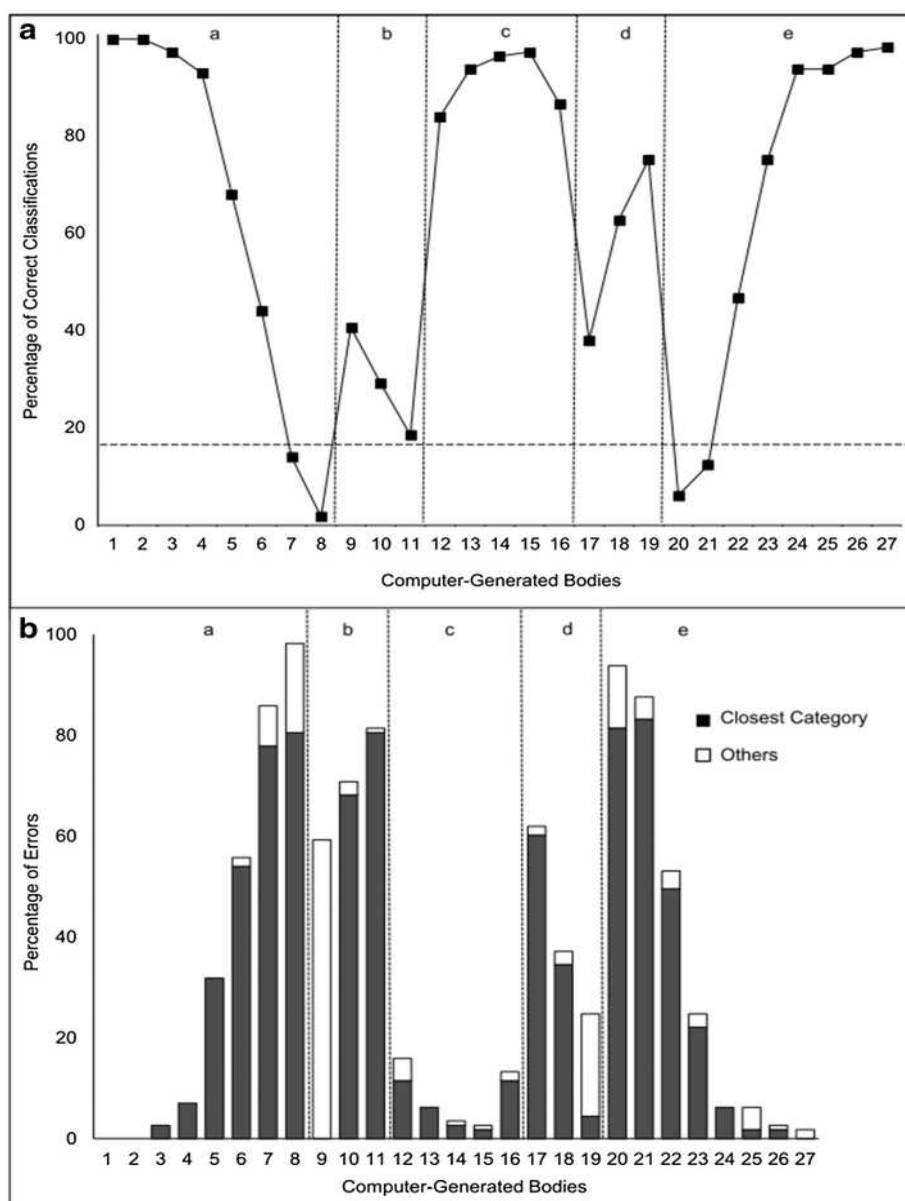 a
a b c d e
100
80
60
40
20
0
Percentage of Correct Classifications
1 2 3 4 5 6 7 8 9 10 11 12 13 14 15 16 17 18 19 20 21 22 23 24 25 26 27
Computer-Generated Bodies
b
a b c d e
100
80
60
40
20
0
Percentage of Errors
Closest Category
Others
1 2 3 4 5 6 7 8 9 10 11 12 13 14 15 16 17 18 19 20 21 22 23 24 25 26 27
Computer-Generated Bodies